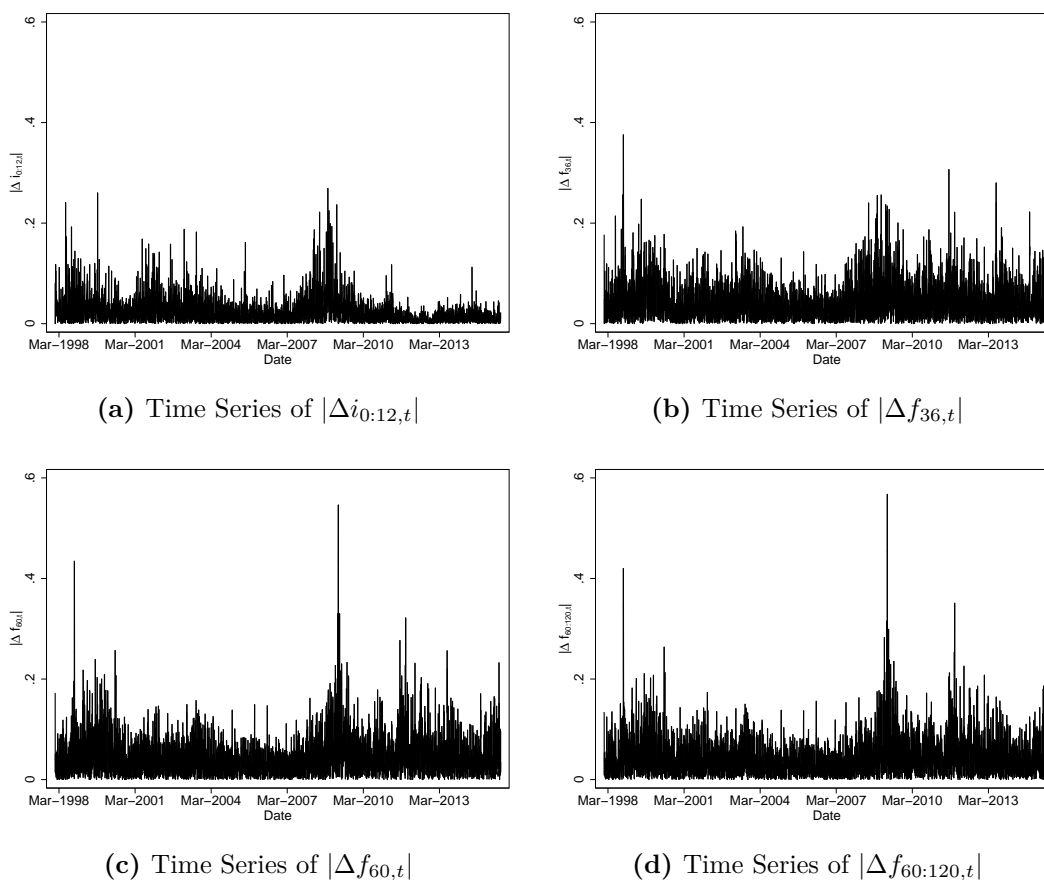 .6
.4
.2
0
|Δ i0:12,t|
Mar–1998 Mar–2001 Mar–2004 Mar–2007 Mar–2010 Mar–2013
Date
(a) Time Series of |Δi0:12,t|
.6
.4
.2
0
|Δ f36,t|
Mar–1998 Mar–2001 Mar–2004 Mar–2007 Mar–2010 Mar–2013
Date
(b) Time Series of |Δf36,t|
.6
.4
.2
0
|Δ f60,t|
Mar–1998 Mar–2001 Mar–2004 Mar–2007 Mar–2010 Mar–2013
Date
(c) Time Series of |Δf60,t|
.6
.4
.2
0
|Δ f60:120,t|
Mar–1998 Mar–2001 Mar–2004 Mar–2007 Mar–2010 Mar–2013
Date
(d) Time Series of |Δf60:120,t|